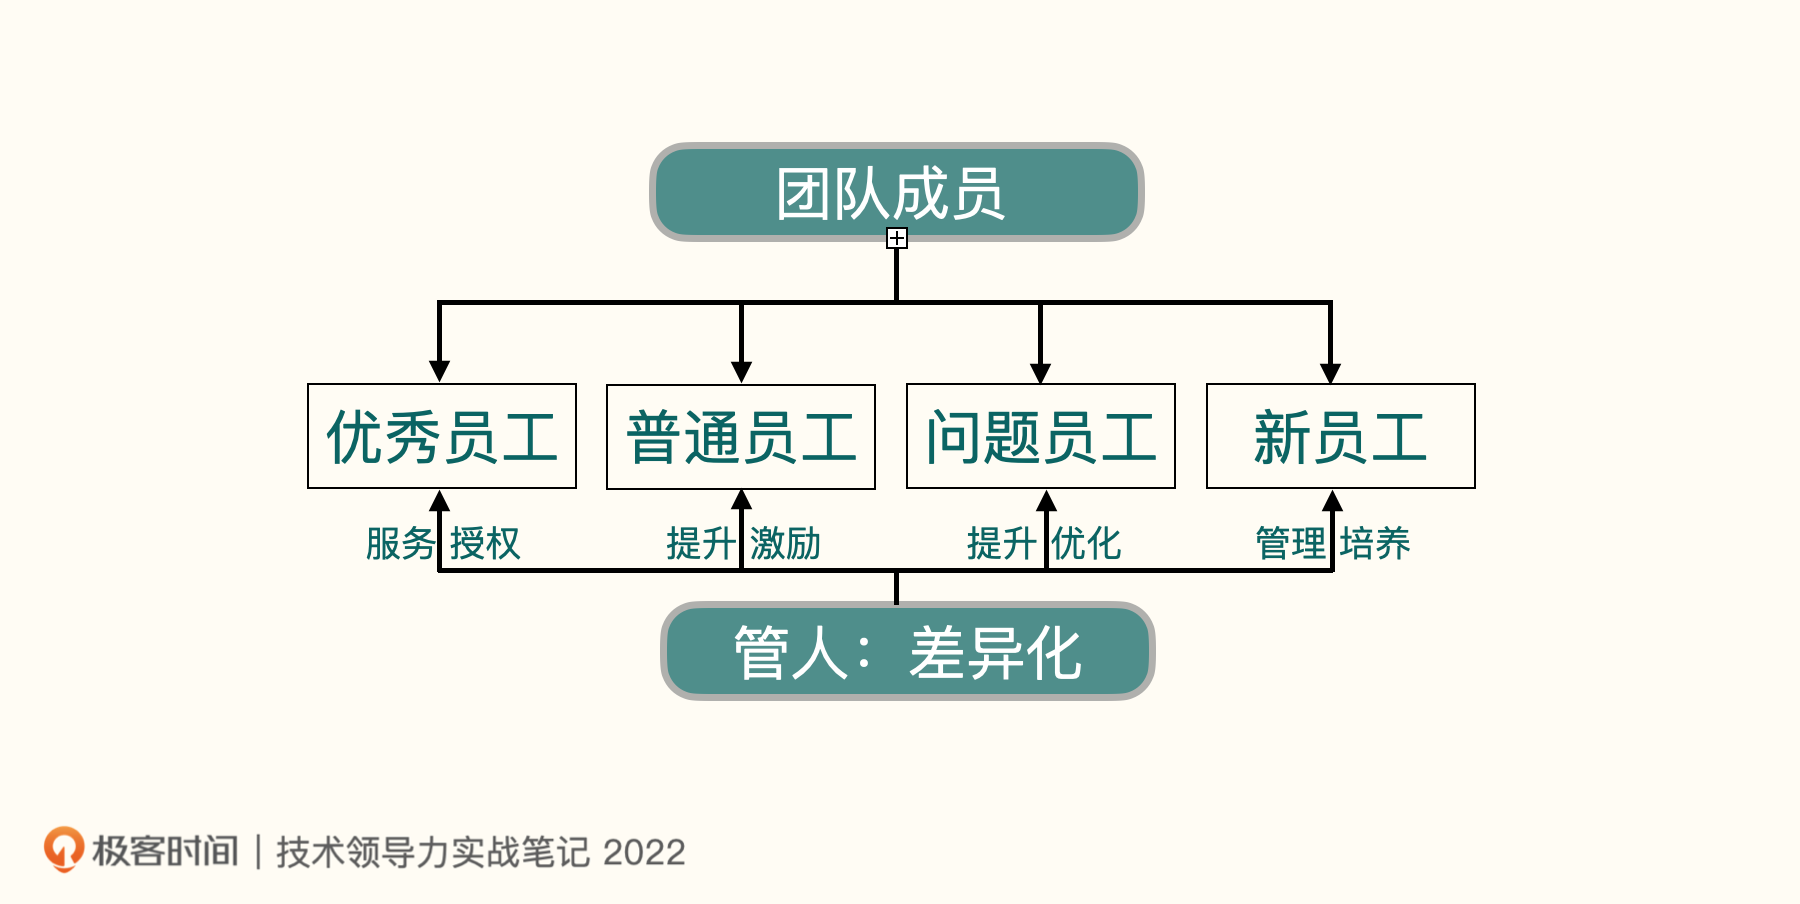 团队成员
优秀员工
普通员工
问题员工
新员工
服务 授权
提升 激励
提升 优化
管理 培养
管人：差异化
极客时间｜技术领导力实战笔记 2022